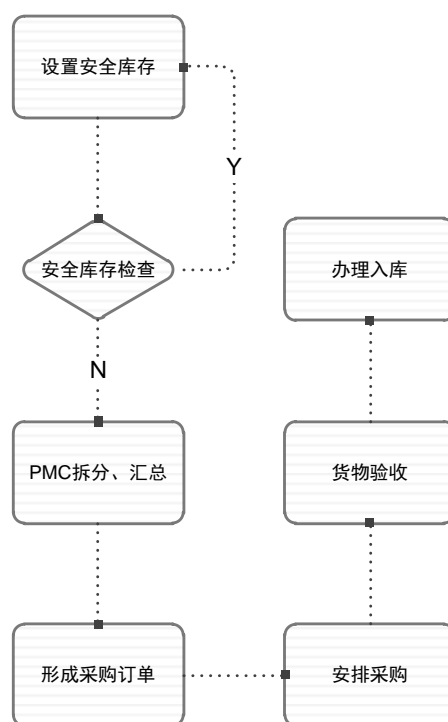 设置安全库存
Y
安全库存检查
N
PMC拆分、汇总
形成采购订单
安排采购
货物验收
办理入库